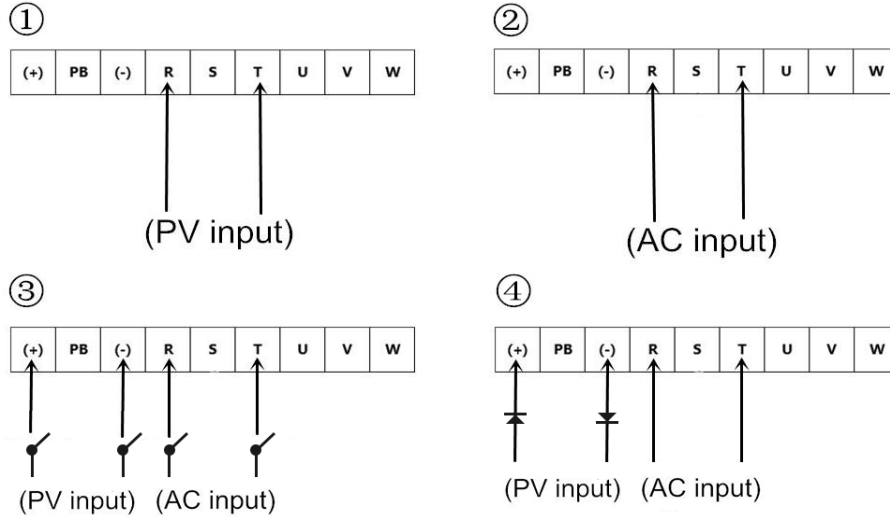 ①
(+) PB (-) R S T U V W
(PV input)
②
(+) PB (-) R S T U V W
(AC input)
③
(+) PB (-) R S T U V W
(PV input) (AC input)
④
(+) PB (-) R S T U V W
(PV input) (AC input)